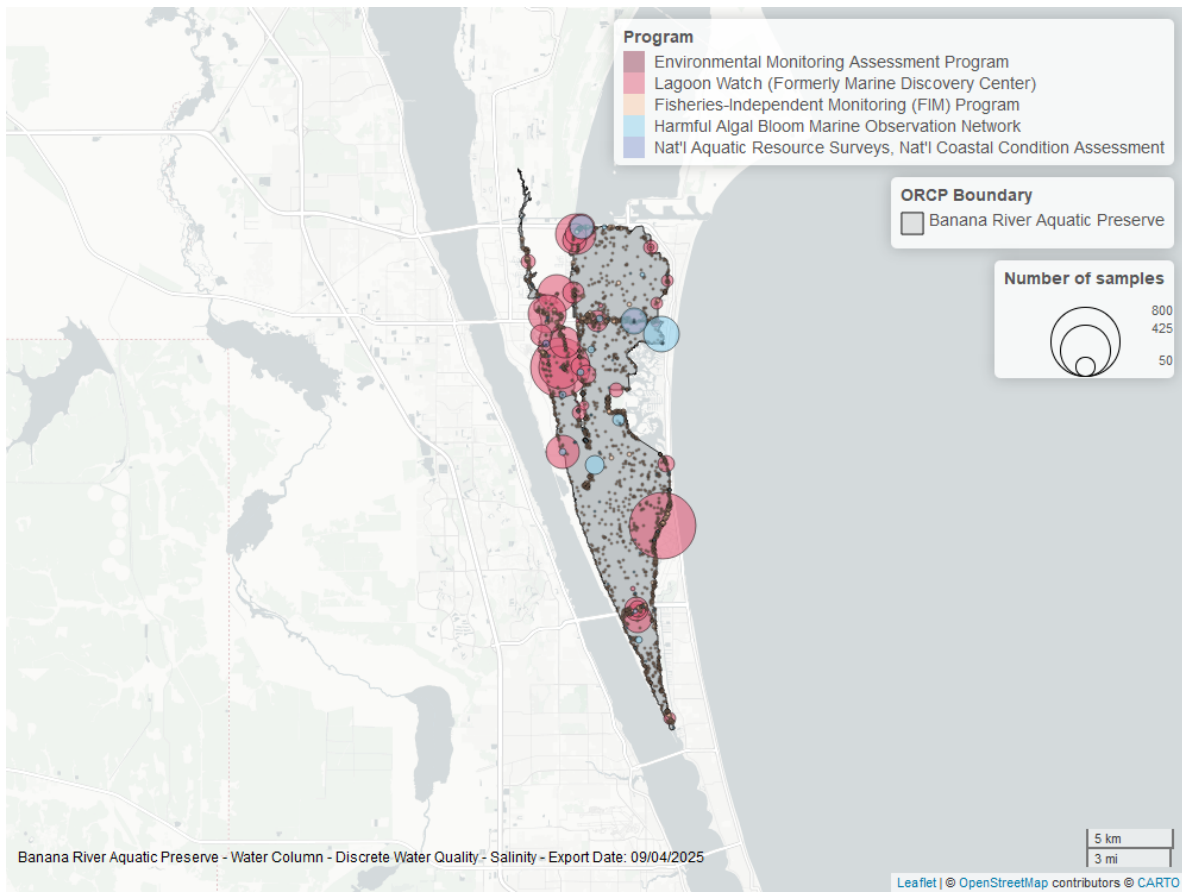 Program
Environmental Monitoring Assessment Program
Lagoon Watch (Formerly Marine Discovery Center)
Fisheries-Independent Monitoring (FIM) Program
Harmful Algal Bloom Marine Observation Network
Nat'l Aquatic Resource Surveys, Nat'l Coastal Condition Assessment
ORCP Boundary
Banana River Aquatic Preserve
Number of samples
800
425
50
5 km
3 mi
Banana River Aquatic Preserve - Water Column - Discrete Water Quality - Salinity - Export Date: 09/04/2025
Leaflet | © OpenStreetMap contributors © CARTO